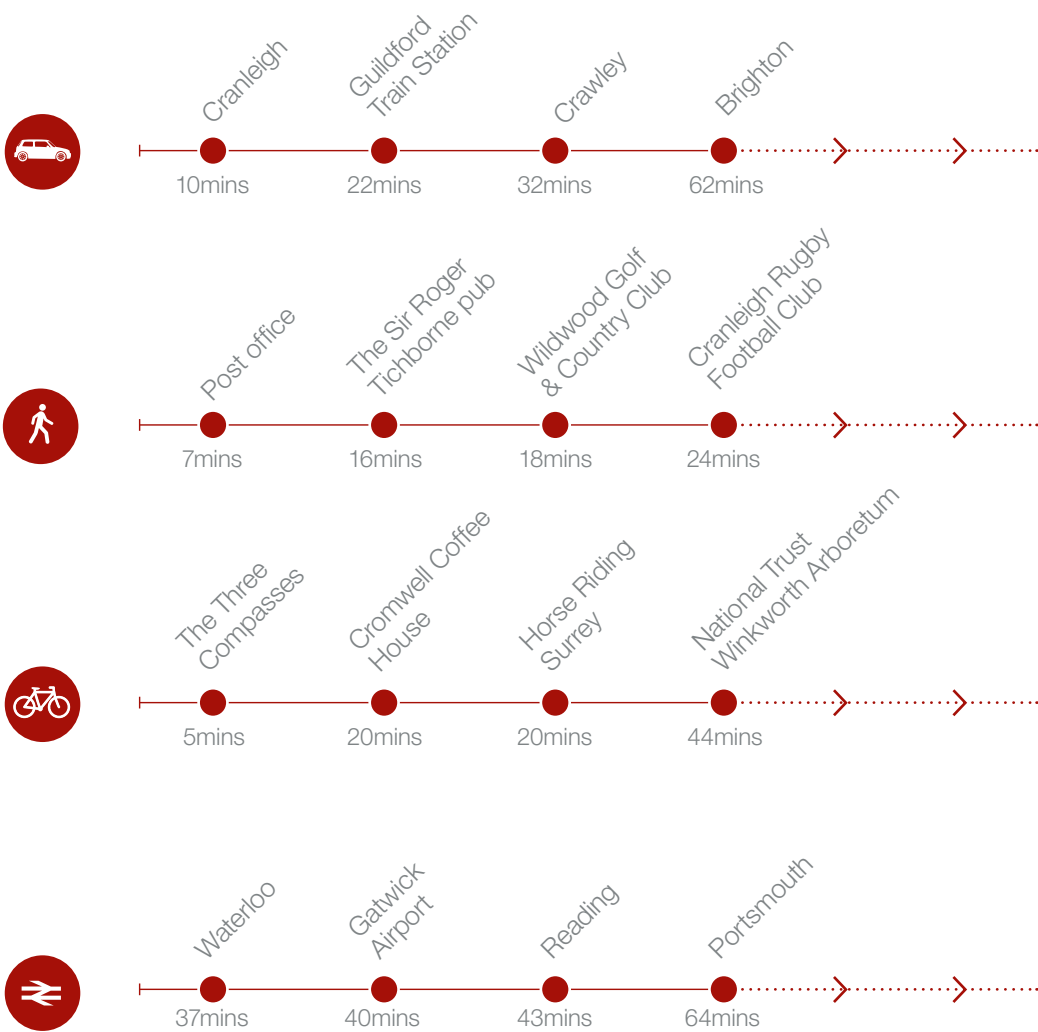 Cranleigh
Guildford
Train Station
Crawley
Brighton
10mins
22mins
32mins
62mins
Post office
The Sir Roger
Tichborne pub
Wildwood Golf
& Country Club
Cranleigh Rugby
Football Club
7mins
16mins
18mins
24mins
The Three
Compasses
Cromwell Coffee
House
Horse Riding
Surrey
National Trust
Winkworth Arboretum
5mins
20mins
20mins
44mins
Waterloo
Gatwick
Airport
Reading
Portsmouth
37mins
40mins
43mins
64mins